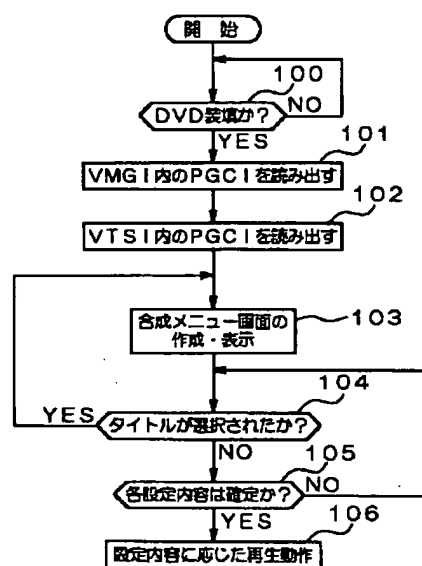 開 始
100
DVD装填か?
NO
YES
101
VMGI内のPGCIを読み出す
102
VTSI内のPGCIを読み出す
合成メニュー画面の
作成・表示
103
104
YES
タイトルが選択されたか?
NO
105
各設定内容は確定か?
NO
YES
106
設定内容に応じた再生動作